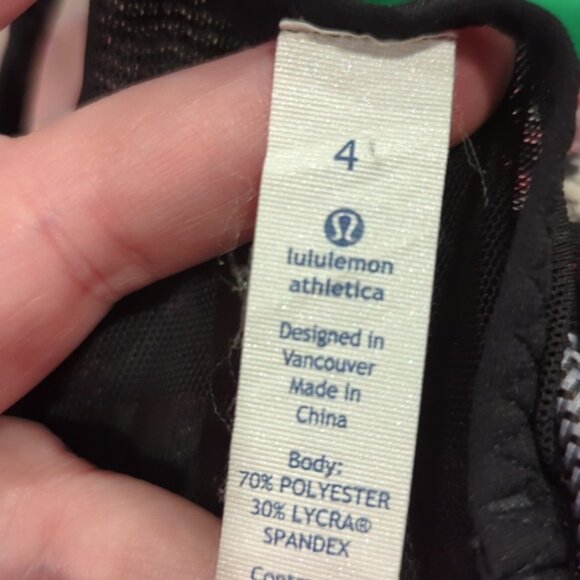 4
lululemon
athletica
Designed in
Vancouver
Made in
China
Body:
70% POLYESTER
30% LYCRA®
SPANDEX